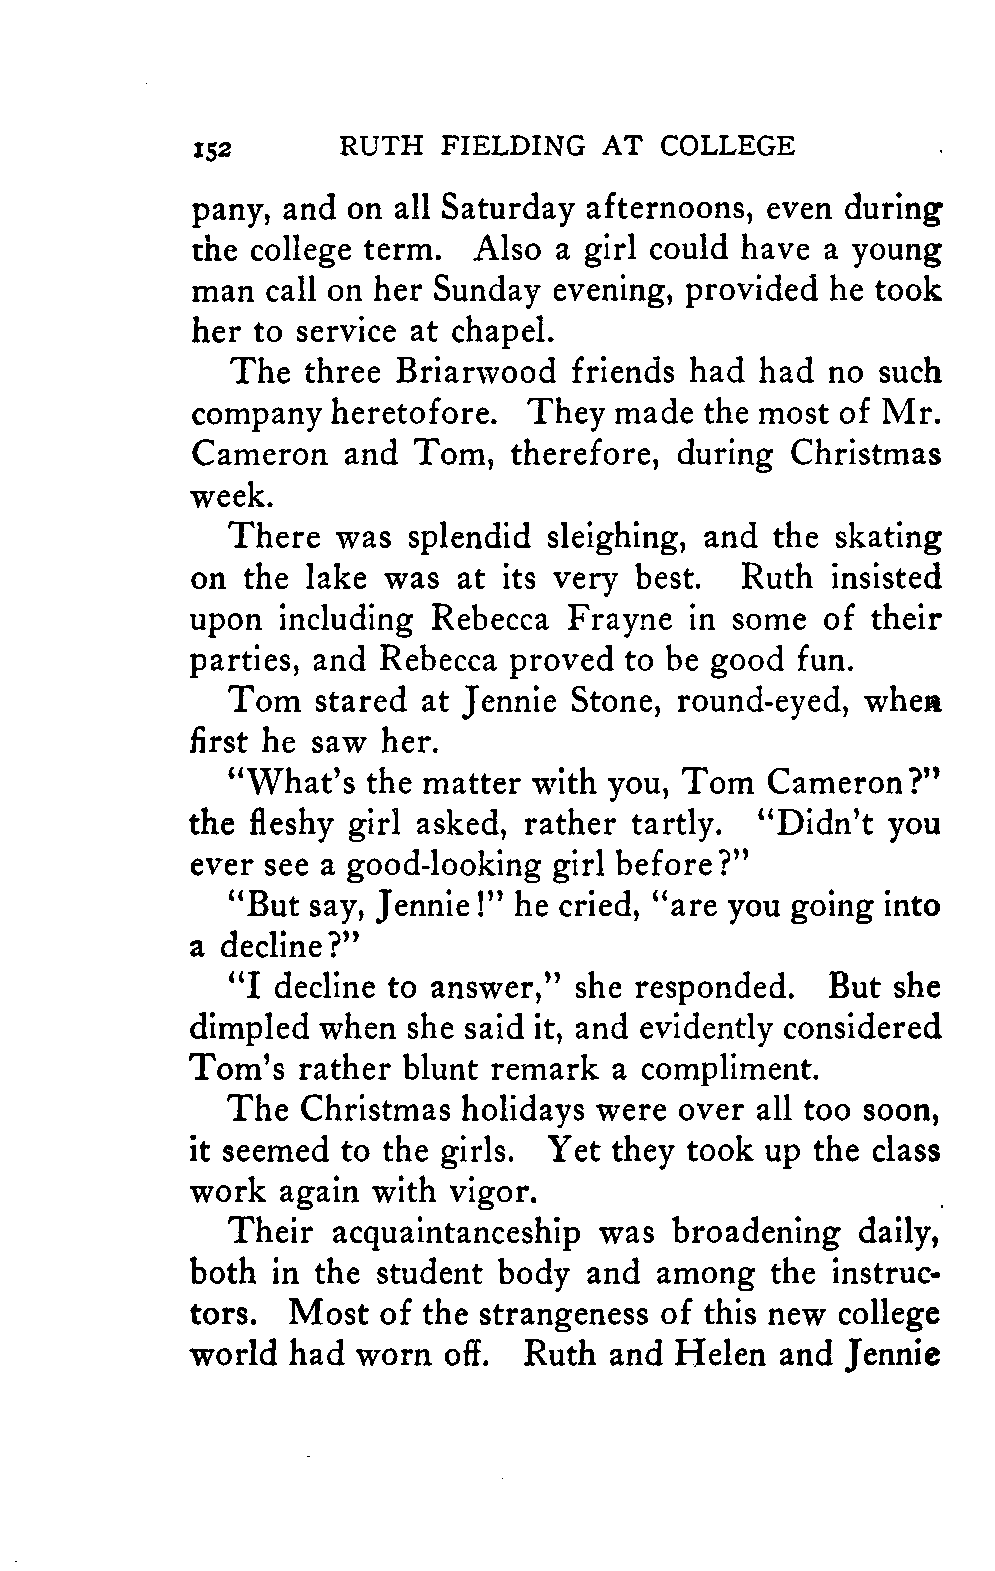 152 RUTH FIELDING AT COLLEGE
pany, and on all Saturday afternoons, even during
the college term. Also a girl could have a young
man call on her Sunday evening, provided he took
her to service at chapel.
The three Briarwood friends had had no such
company heretofore. They made the most of Mr.
Cameron and Tom, therefore, during Christmas
week.
There was splendid sleighing, and the skating
on the lake was at its very best. Ruth insisted
upon including Rebecca Frayne in some of their
parties, and Rebecca proved to be good fun.
Tom stared at Jennie Stone, round-eyed, when
first he saw her.
"What's the matter with you, Tom Cameron?"
the fleshy girl asked, rather tartly. "Didn't you
ever see a good-looking girl before?"
"But say, Jennie!" he cried, "are you going into
a decline?"
"I decline to answer," she responded. But she
dimpled when she said it, and evidently considered
Tom's rather blunt remark a compliment.
The Christmas holidays were over all too soon,
it seemed to the girls. Yet they took up the class
work again with vigor.
Their acquaintanceship was broadening daily,
both in the student body and among the instruc-
tors. Most of the strangeness of this new college
world had worn off. Ruth and Helen and Jennie